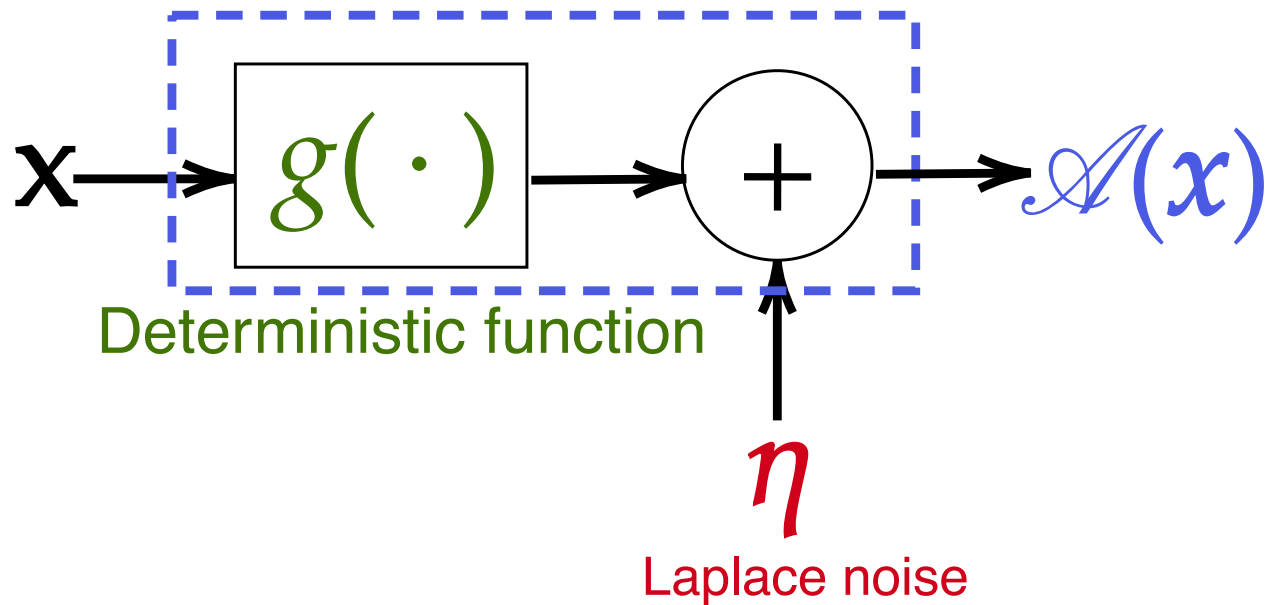 x g( · ) + 𝒜(x)
Deterministic function
η
Laplace noise